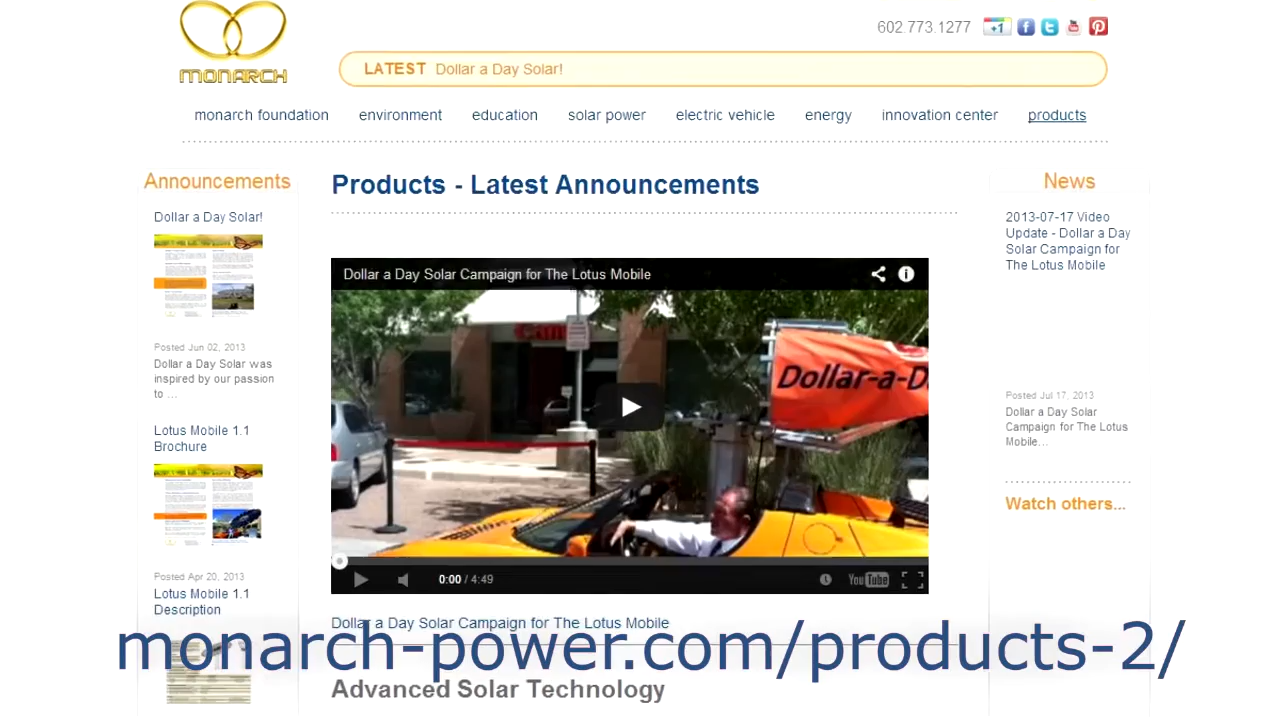 MONARCH
602.773.1277
+1
LATEST Dollar a Day Solar!
monarch foundation environment education solar power electric vehicle energy innovation center products
Announcements
Dollar a Day Solar!
Posted Jun 02, 2013
Dollar a Day Solar was
inspired by our passion
to ...
Lotus Mobile 1.1
Brochure
Posted Apr 20, 2013
Lotus Mobile 1.1
Description
Products - Latest Announcements
Dollar a Day Solar Campaign for The Lotus Mobile
Dollar-a-D
0:00 / 4:49
YouTube
Dollar a Day Solar Campaign for The Lotus Mobile
monarch-power.com/products-2/
Advanced Solar Technology
News
2013-07-17 Video
Update - Dollar a Day
Solar Campaign for
The Lotus Mobile
Posted Jul 17, 2013
Dollar a Day Solar
Campaign for The Lotus
Mobile...
Watch others...